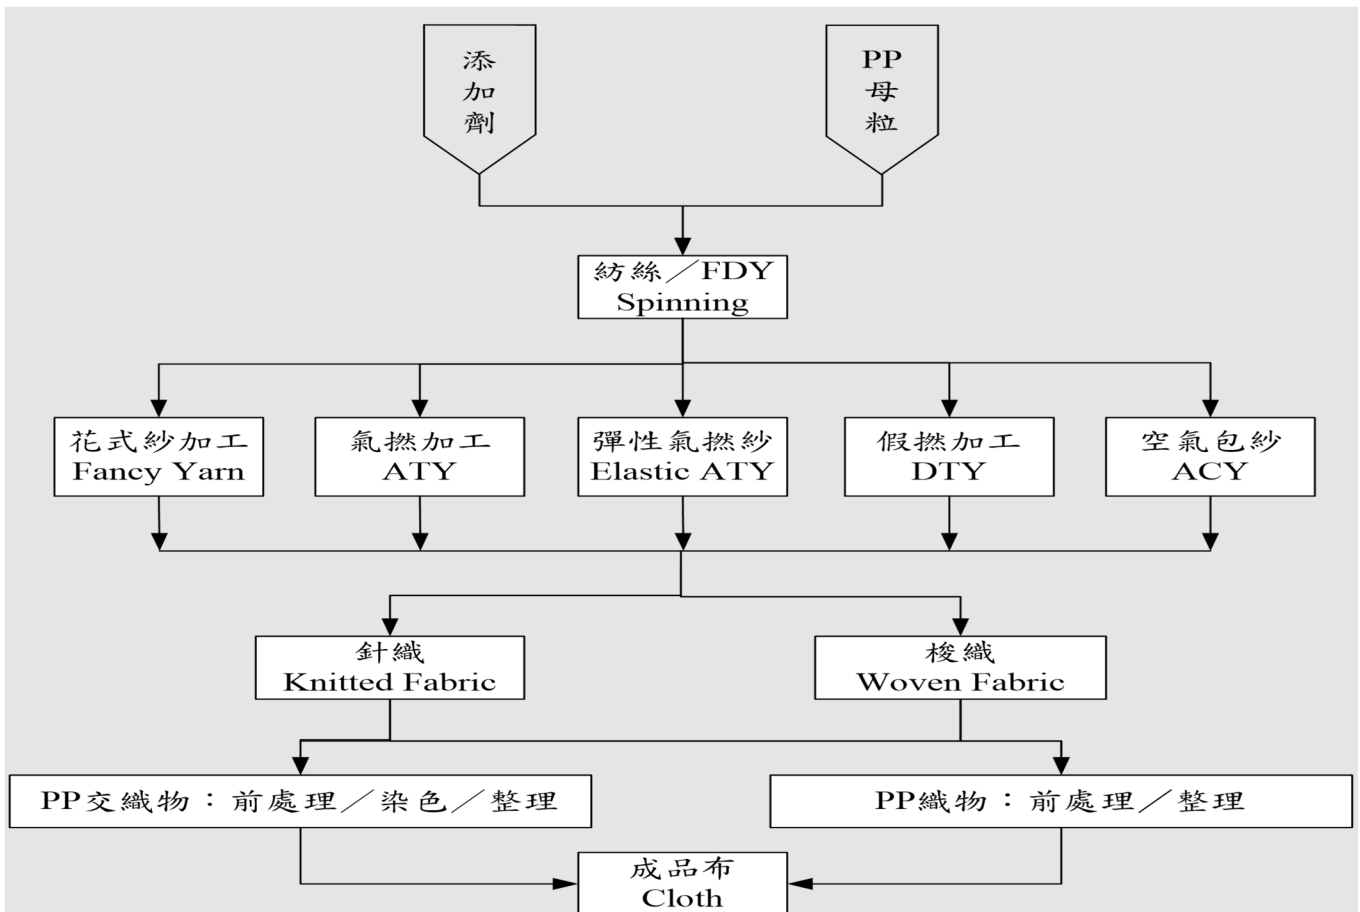 添
加
劑
PP
母
粒
紡絲／FDY
Spinning
花式紗加工
Fancy Yarn
氣撚加工
ATY
彈性氣撚紗
Elastic ATY
假撚加工
DTY
空氣包紗
ACY
針織
Knitted Fabric
梭織
Woven Fabric
PP交織物：前處理／染色／整理
PP織物：前處理／整理
成品布
Cloth